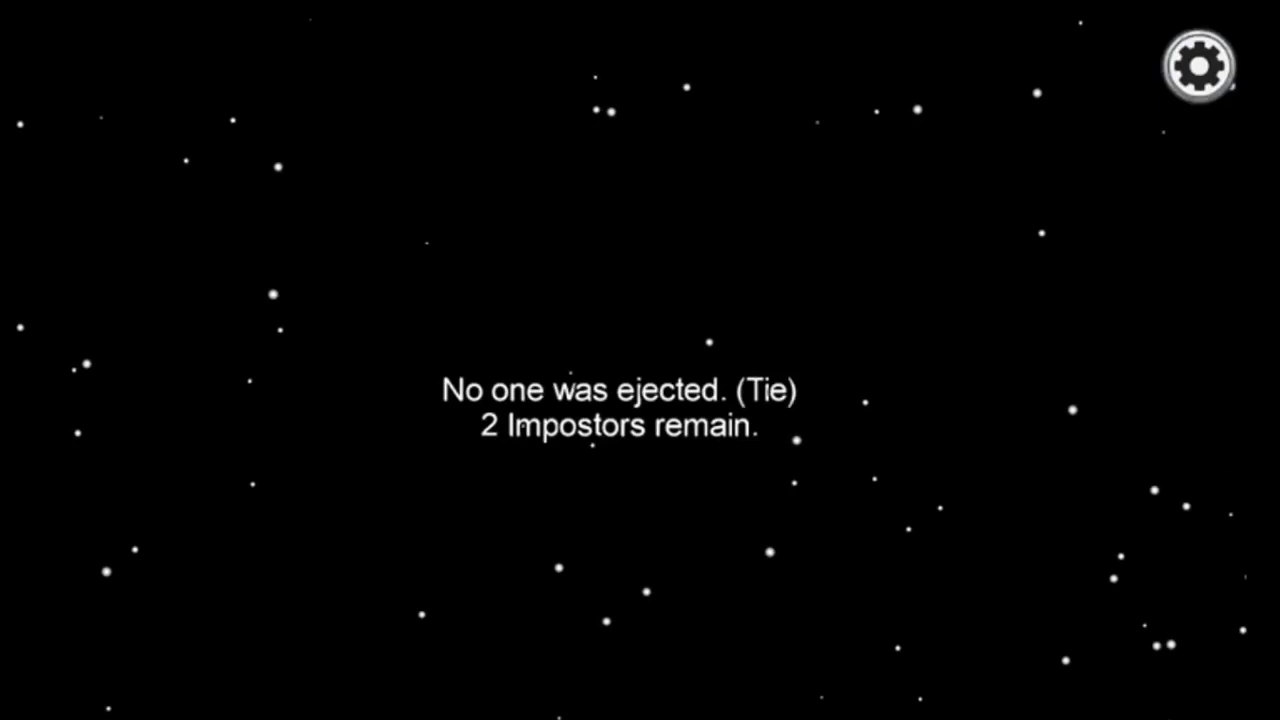 No one was ejected. (Tie)
2 Impostors remain.